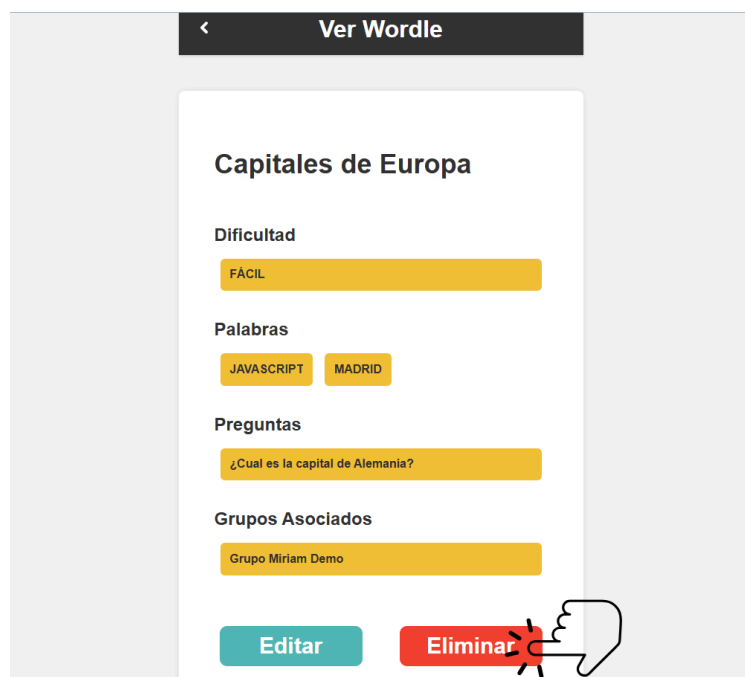 Ver Wordle
Capitales de Europa
Dificultad
FÁCIL
Palabras
JAVASCRIPT MADRID
Preguntas
¿Cual es la capital de Alemania?
Grupos Asociados
Grupo Miriam Demo
Editar Eliminar